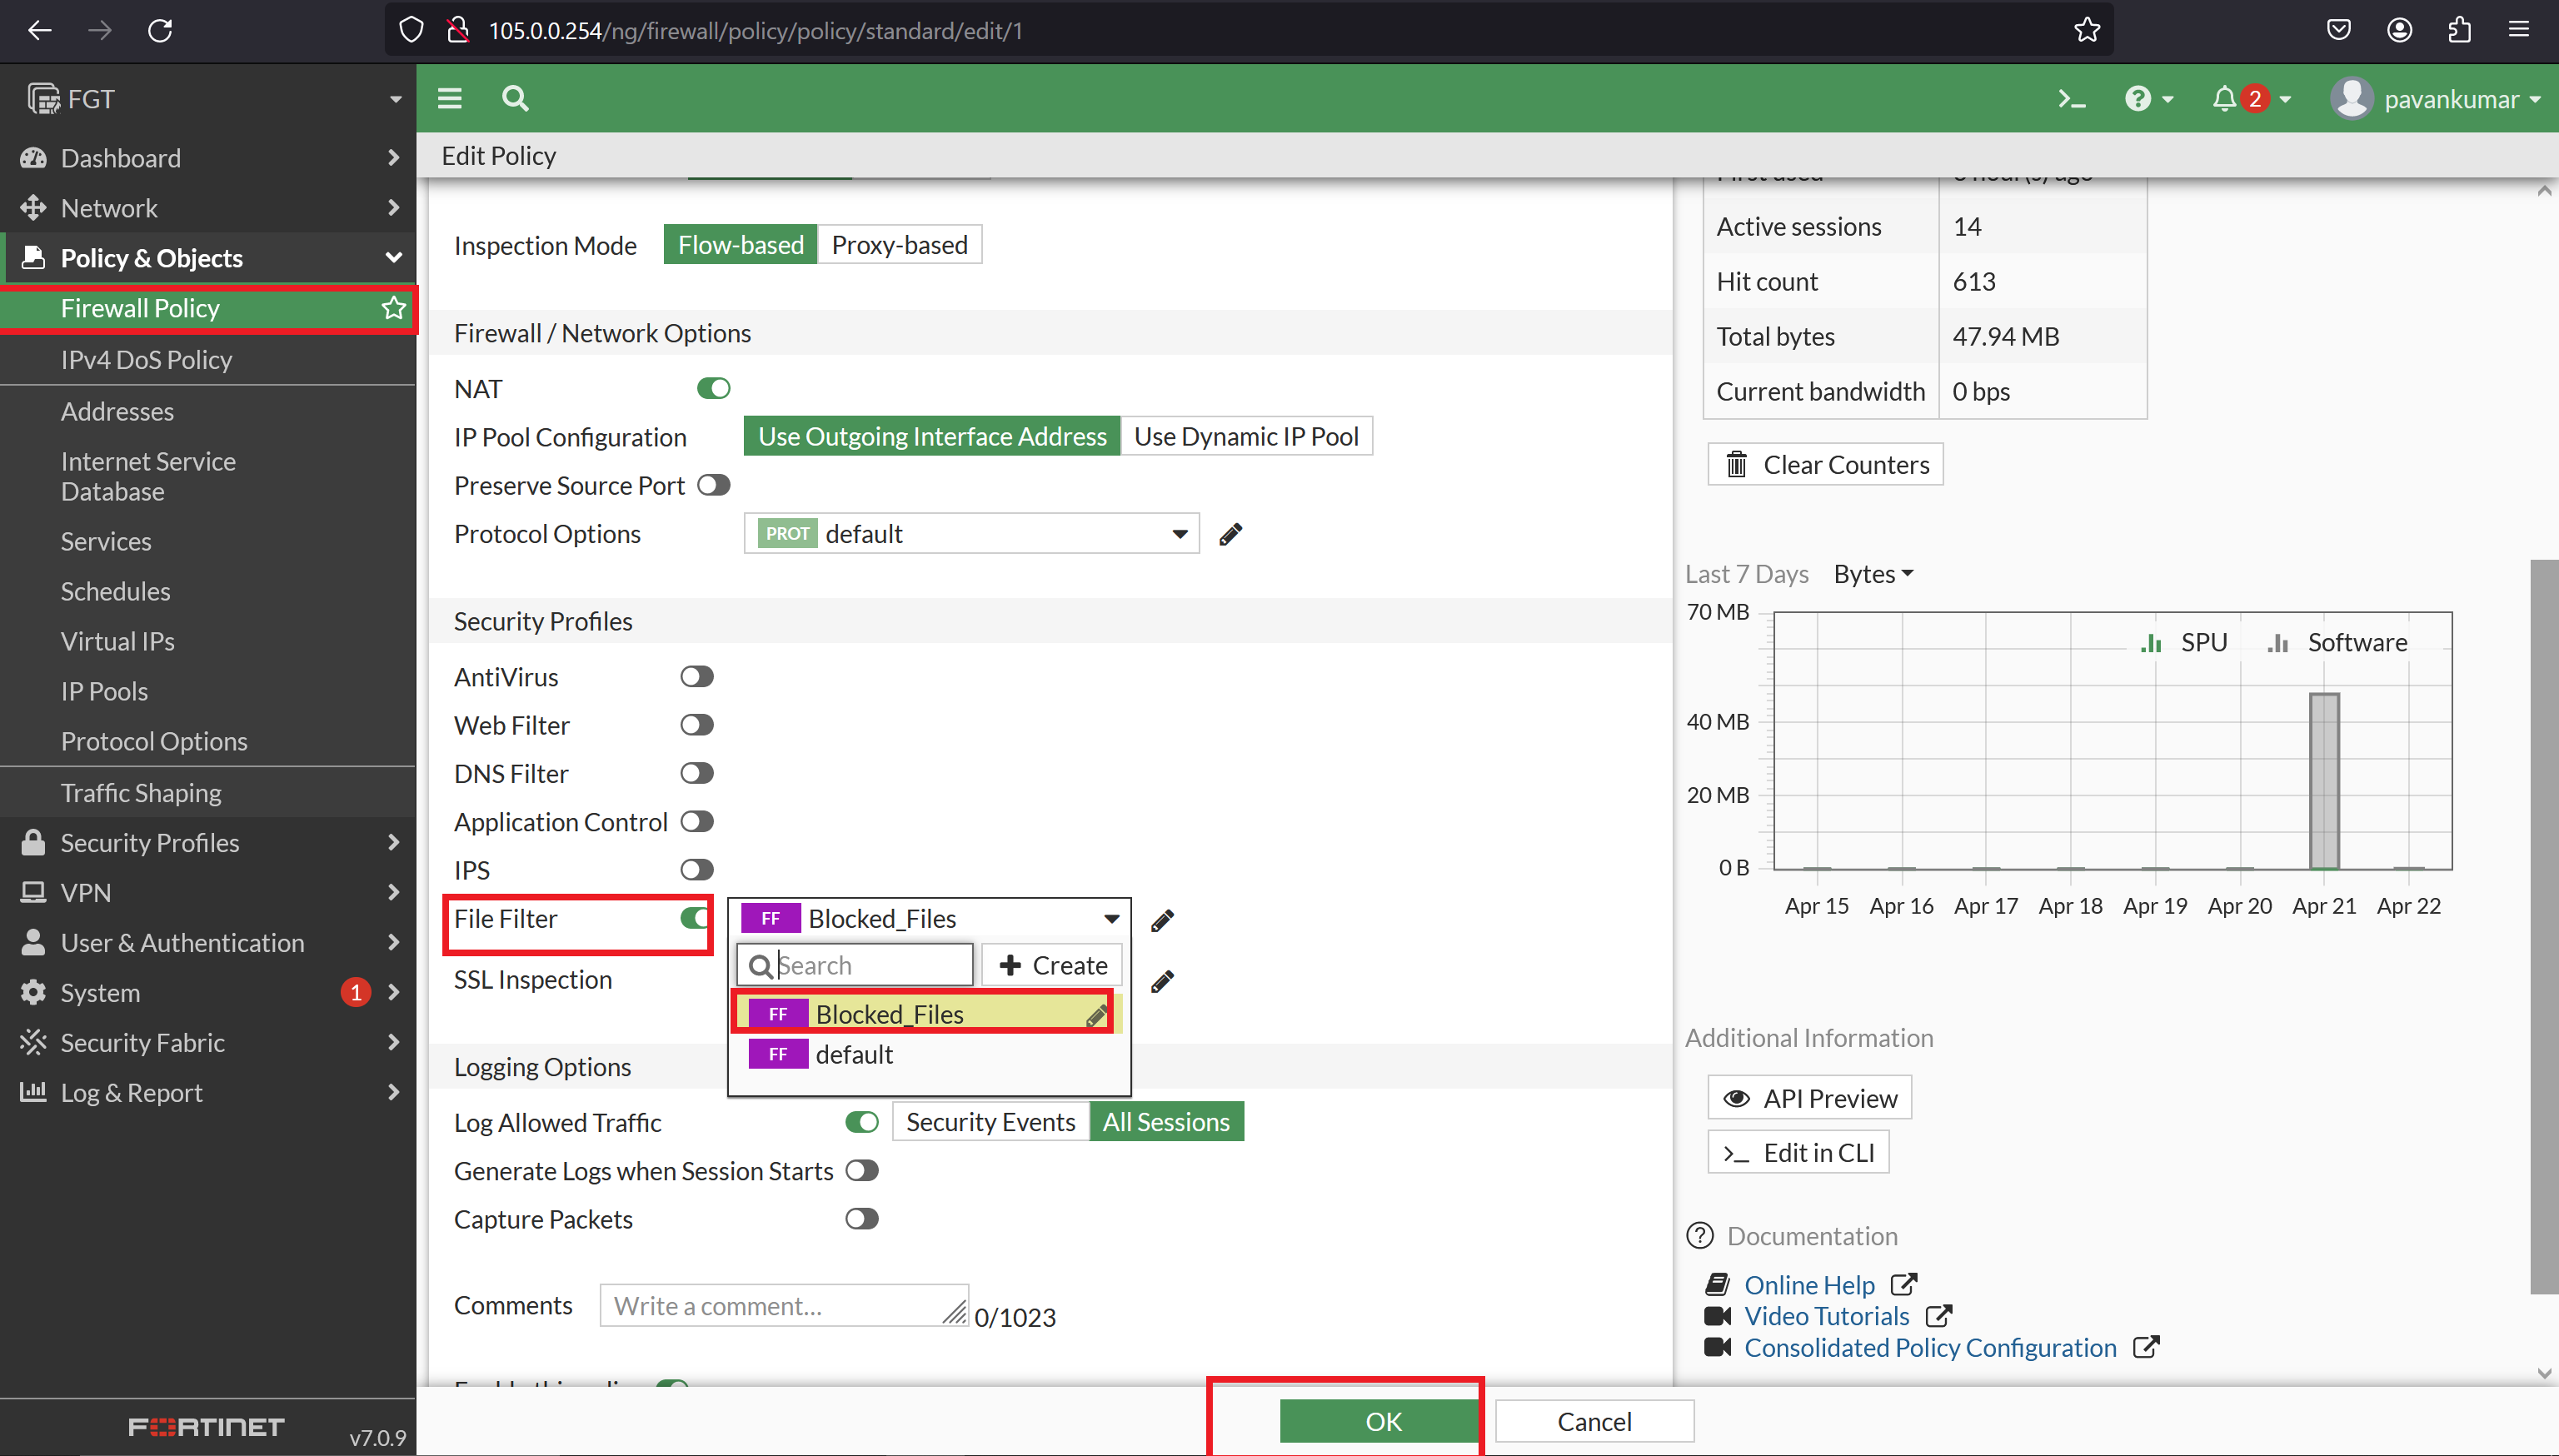 105.0.0.254/ng/firewall/policy/policy/standard/edit/1
FGT
2
pavankumar
Edit Policy
Dashboard
Network
Policy & Objects
Firewall Policy
IPv4 DoS Policy
Addresses
Internet Service
Database
Services
Schedules
Virtual IPs
IP Pools
Protocol Options
Traffic Shaping
Security Profiles
VPN
User & Authentication
System 1
Security Fabric
Log & Report
FORTINET v7.0.9
Inspection Mode Flow-based Proxy-based
Firewall / Network Options
NAT
IP Pool Configuration Use Outgoing Interface Address Use Dynamic IP Pool
Preserve Source Port
Protocol Options PROT default
Security Profiles
AntiVirus
Web Filter
DNS Filter
Application Control
IPS
File Filter FF Blocked_Files
Search Create
SSL Inspection
FF Blocked_Files
FF default
Logging Options
Log Allowed Traffic Security Events All Sessions
Generate Logs when Session Starts
Capture Packets
Comments Write a comment... 0/1023
OK Cancel
Active sessions 14
Hit count 613
Total bytes 47.94 MB
Current bandwidth 0 bps
Clear Counters
Last 7 Days Bytes
70 MB
SPU Software
40 MB
20 MB
0 B
Apr 15 Apr 16 Apr 17 Apr 18 Apr 19 Apr 20 Apr 21 Apr 22
Additional Information
API Preview
Edit in CLI
Documentation
Online Help
Video Tutorials
Consolidated Policy Configuration